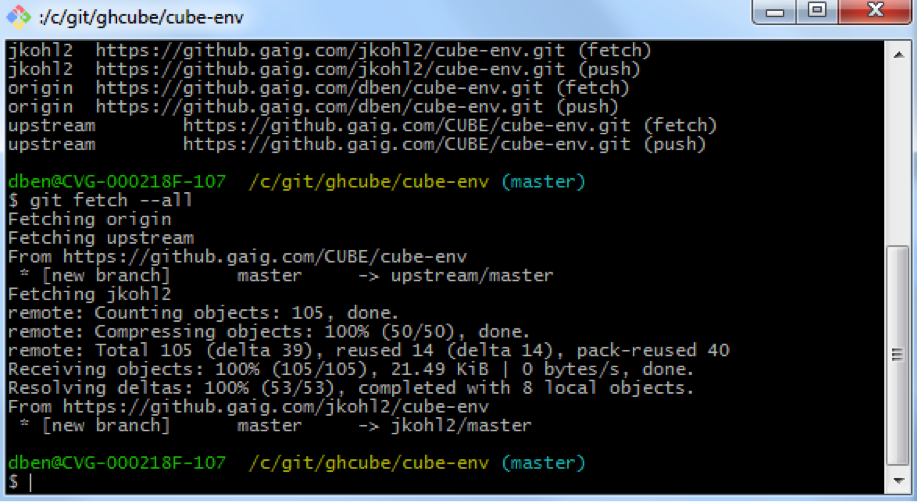 :/c/git/ghcube/cube-env
jkohl2  https://github.gaig.com/jkohl2/cube-env.git (fetch)
jkohl2  https://github.gaig.com/jkohl2/cube-env.git (push)
origin  https://github.gaig.com/dben/cube-env.git (fetch)
origin  https://github.gaig.com/dben/cube-env.git (push)
upstream        https://github.gaig.com/CUBE/cube-env.git (fetch)
upstream        https://github.gaig.com/CUBE/cube-env.git (push)
dben@CVG-000218F-107  /c/git/ghcube/cube-env (master)
$ git fetch --all
Fetching origin
Fetching upstream
From https://github.gaig.com/CUBE/cube-env
 * [new branch]      master     -> upstream/master
Fetching jkohl2
remote: Counting objects: 105, done.
remote: Compressing objects: 100% (50/50), done.
remote: Total 105 (delta 39), reused 14 (delta 14), pack-reused 40
Receiving objects: 100% (105/105), 21.49 KiB | 0 bytes/s, done.
Resolving deltas: 100% (53/53), completed with 8 local objects.
From https://github.gaig.com/jkohl2/cube-env
 * [new branch]      master     -> jkohl2/master
dben@CVG-000218F-107  /c/git/ghcube/cube-env (master)
$